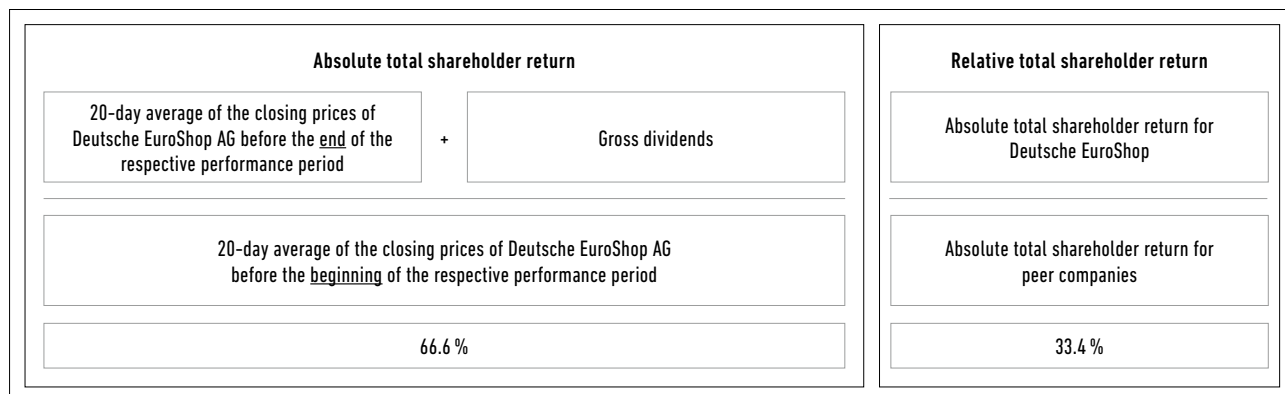 Absolute total shareholder return
20-day average of the closing prices of
Deutsche EuroShop AG before the end of the
respective performance period
+
Gross dividends
20-day average of the closing prices of Deutsche EuroShop AG
before the beginning of the respective performance period
66.6 %
Relative total shareholder return
Absolute total shareholder return for
Deutsche EuroShop
Absolute total shareholder return for
peer companies
33.4 %